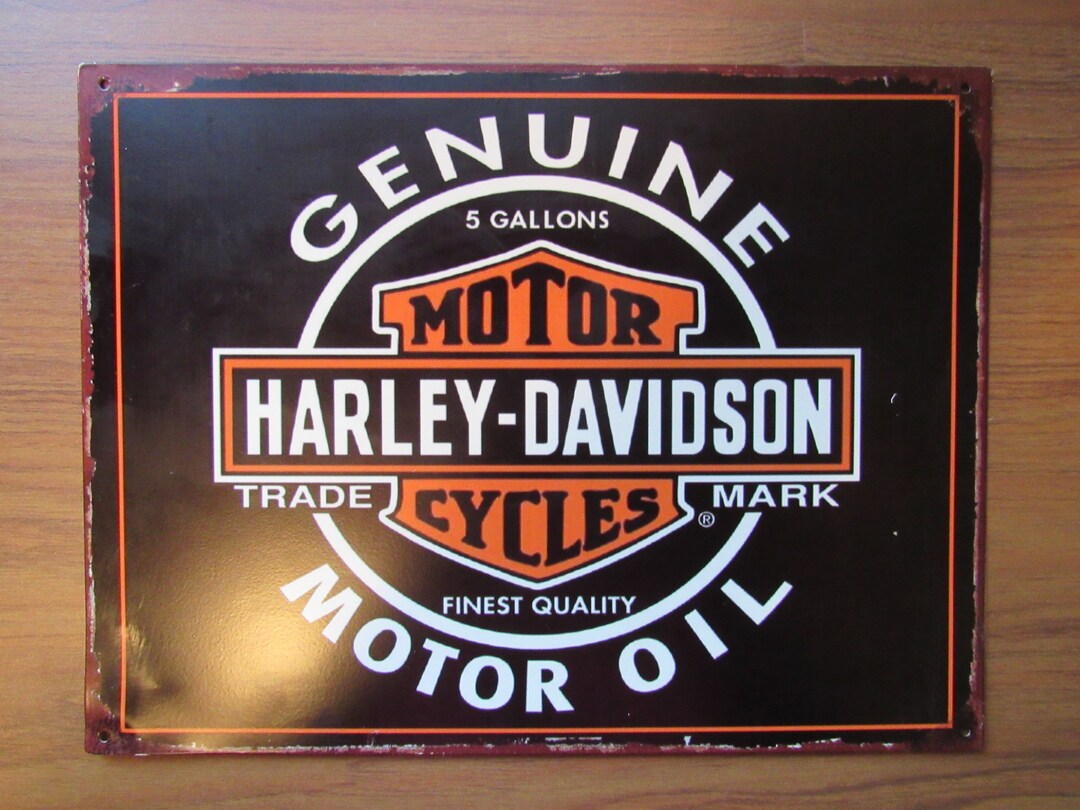 GENUINE
5 GALLONS
MOTOR
HARLEY-DAVIDSON
TRADE MARK
CYCLES
®
FINEST QUALITY
MOTOR OIL